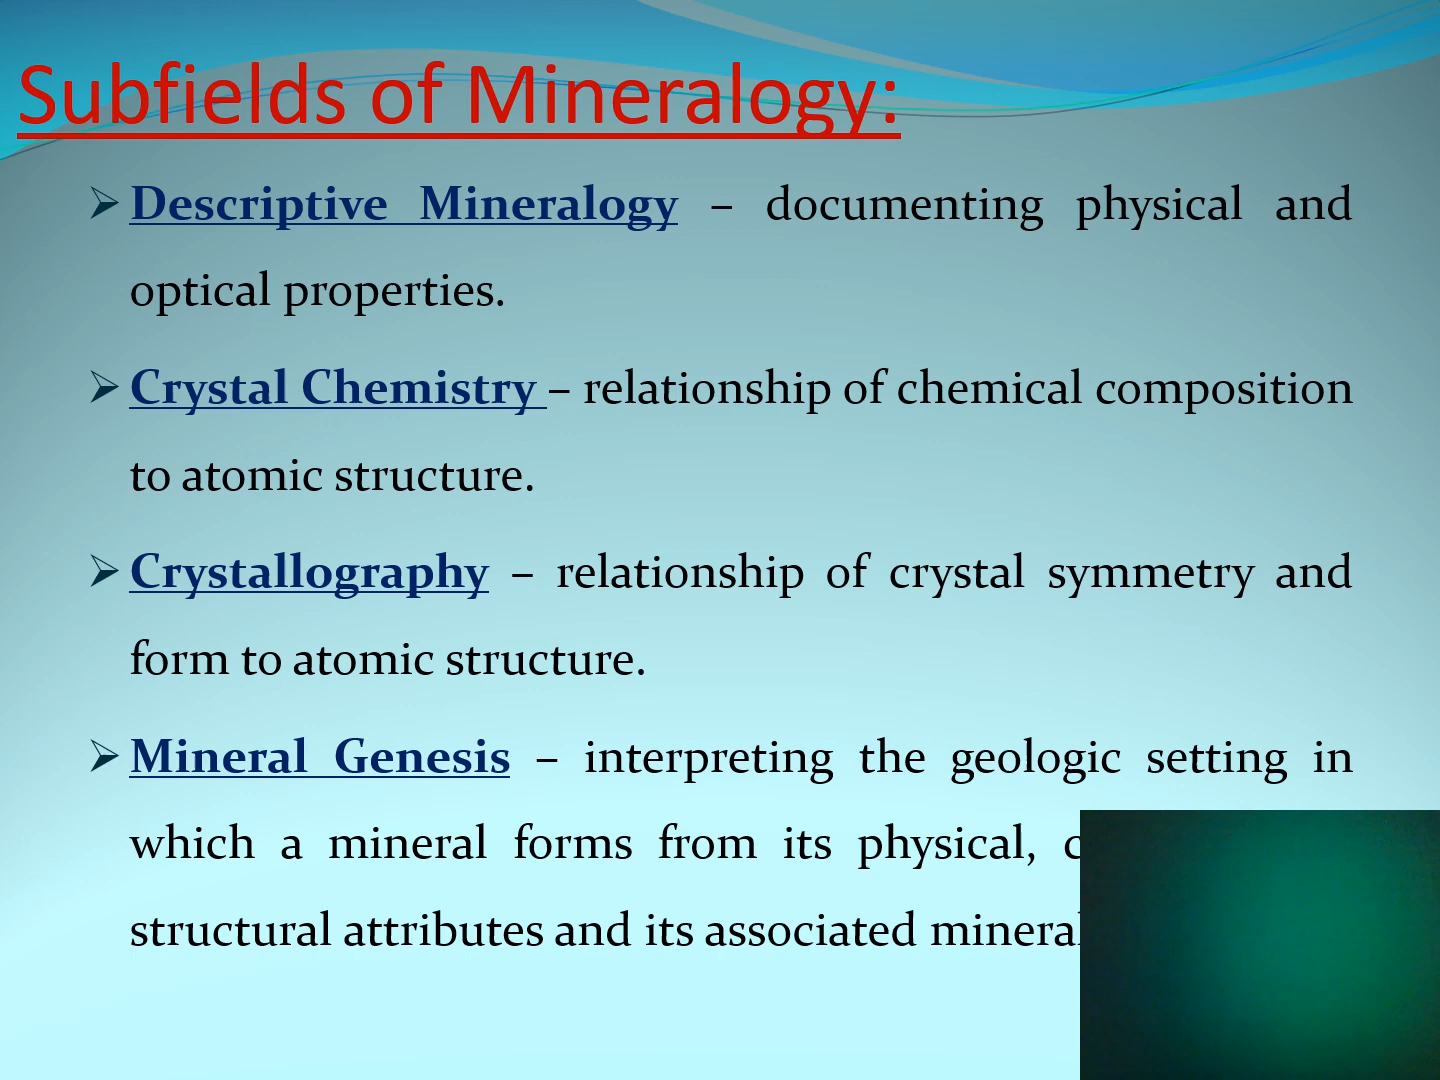 Subfields of Mineralogy:
➢ Descriptive Mineralogy – documenting physical and
optical properties.
➢ Crystal Chemistry – relationship of chemical composition
to atomic structure.
➢ Crystallography – relationship of crystal symmetry and
form to atomic structure.
➢ Mineral Genesis – interpreting the geologic setting in
which a mineral forms from its physical,
structural attributes and its associated